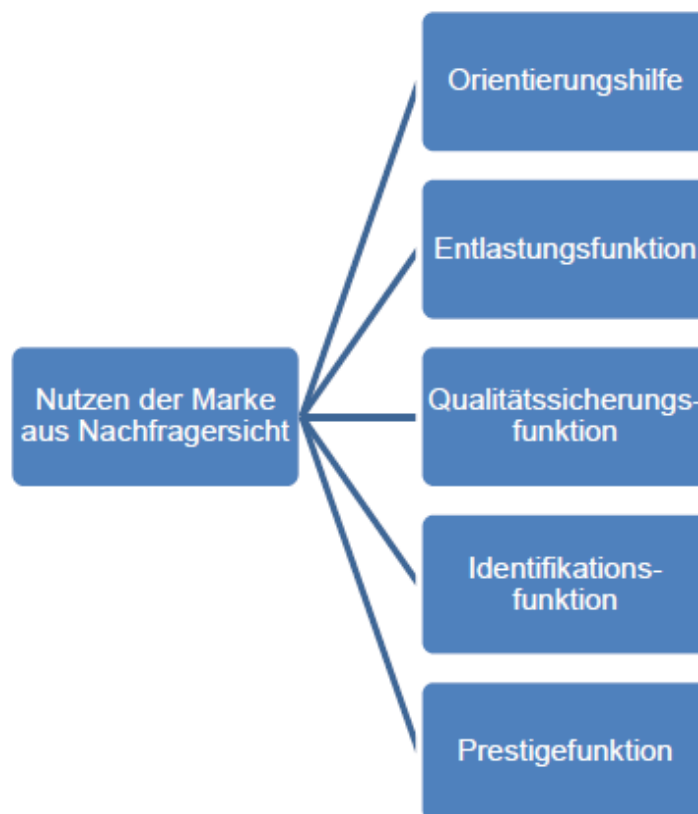 Orientierungshilfe
Entlastungsfunktion
Nutzen der Marke
aus Nachfragersicht
Qualitätssicherungs-
funktion
Identifikations-
funktion
Prestigefunktion